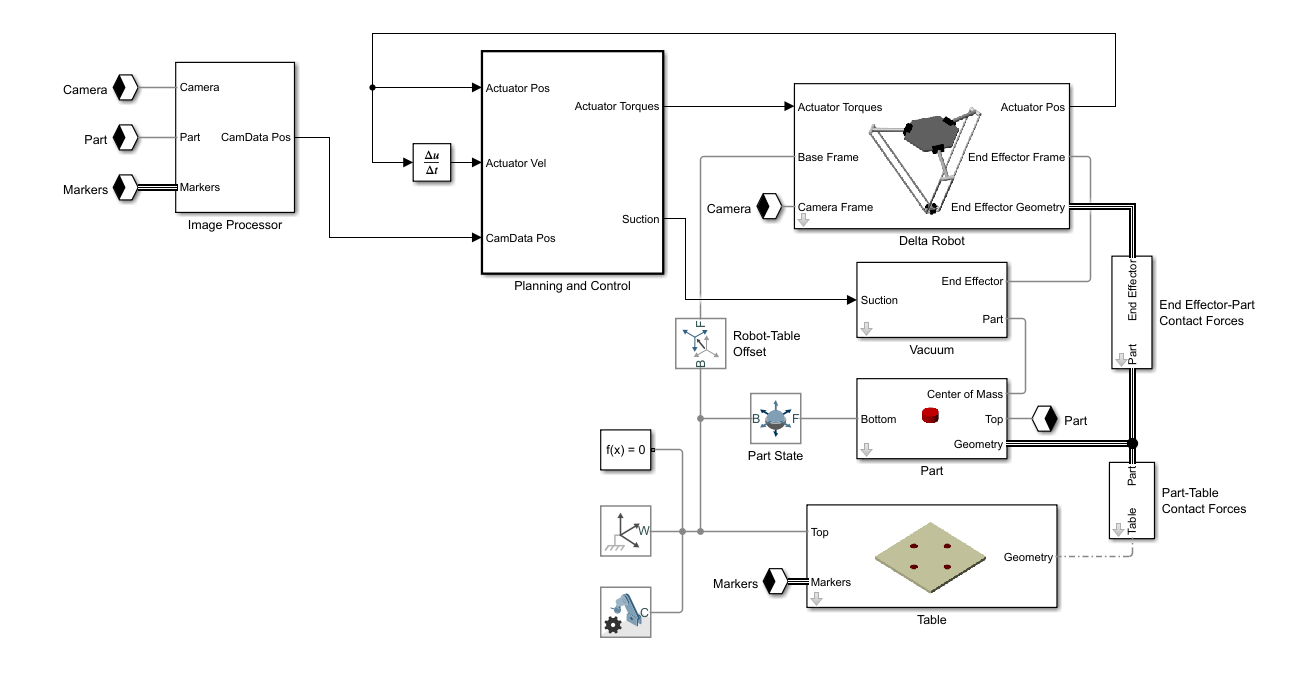 Camera
Part
Markers
Camera
Part
CamData Pos
Markers
Image Processor
Δu
Δt
Actuator Pos
Actuator Torques
Actuator Vel
Suction
CamData Pos
Planning and Control
Actuator Torques
Actuator Pos
Base Frame
End Effector Frame
Camera
Camera Frame
End Effector Geometry
Delta Robot
End Effector
Suction
Part
Vacuum
End Effector
Part
End Effector-Part
Contact Forces
F
B
Robot-Table
Offset
B
F
Part State
Center of Mass
Bottom
Top
Geometry
Part
Part
f(x) = 0
W
C
Part
Table
Part-Table
Contact Forces
Top
Geometry
Markers
Markers
Table